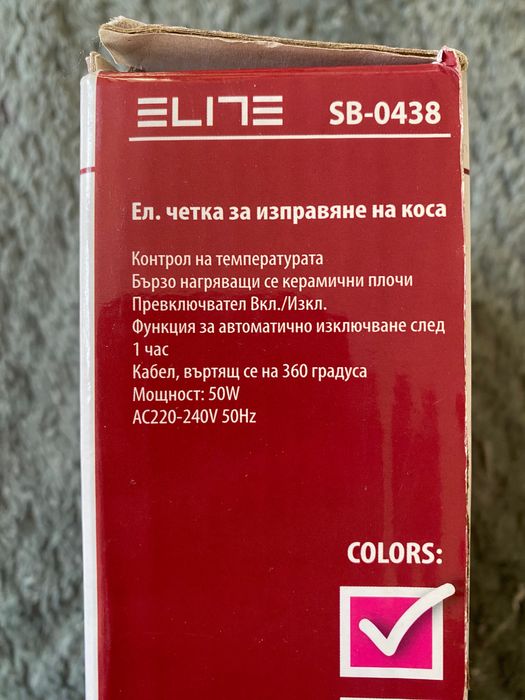 ELITE SB-0438
Ел. четка за изправяне на коса
Контрол на температурата
Бързо нагряващи се керамични плочи
Превключвател Вкл./Изкл.
Функция за автоматично изключване след
1 час
Кабел, въртящ се на 360 градуса
Мощност: 50W
AC220-240V 50Hz
COLORS: